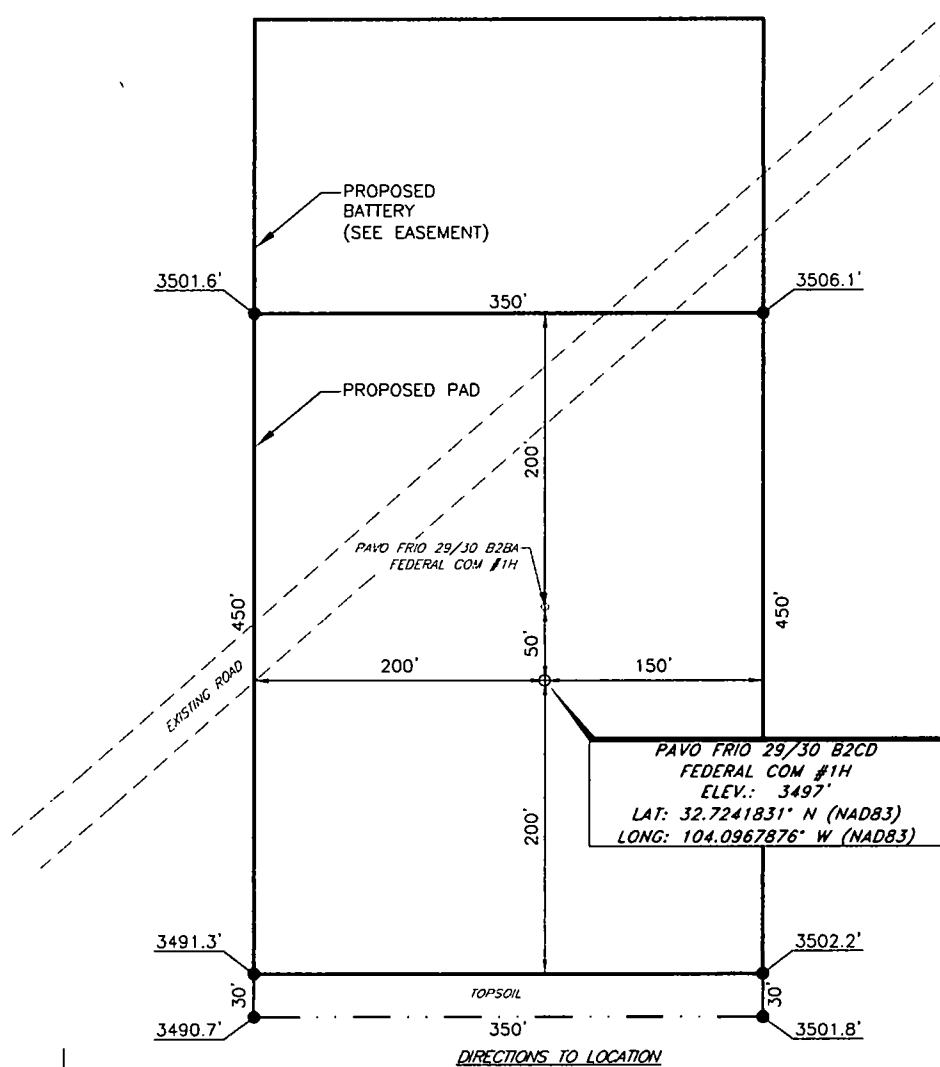 PROPOSED
BATTERY
(SEE EASEMENT)
3501.6'
3506.1'
350'
PROPOSED PAD
200'
PAVO FRIO 29/30 B2BA
FEDERAL COM #1H
450'
50'
450'
200'
150'
EXISTING ROAD
PAVO FRIO 29/30 B2CD
FEDERAL COM #1H
ELEV.: 3497'
LAT: 32.7241831° N (NAD83)
LONG: 104.0967876° W (NAD83)
200'
3491.3'
3502.2'
30'
TOPSOIL
30'
3490.7'
350'
3501.8'
DIRECTIONS TO LOCATION